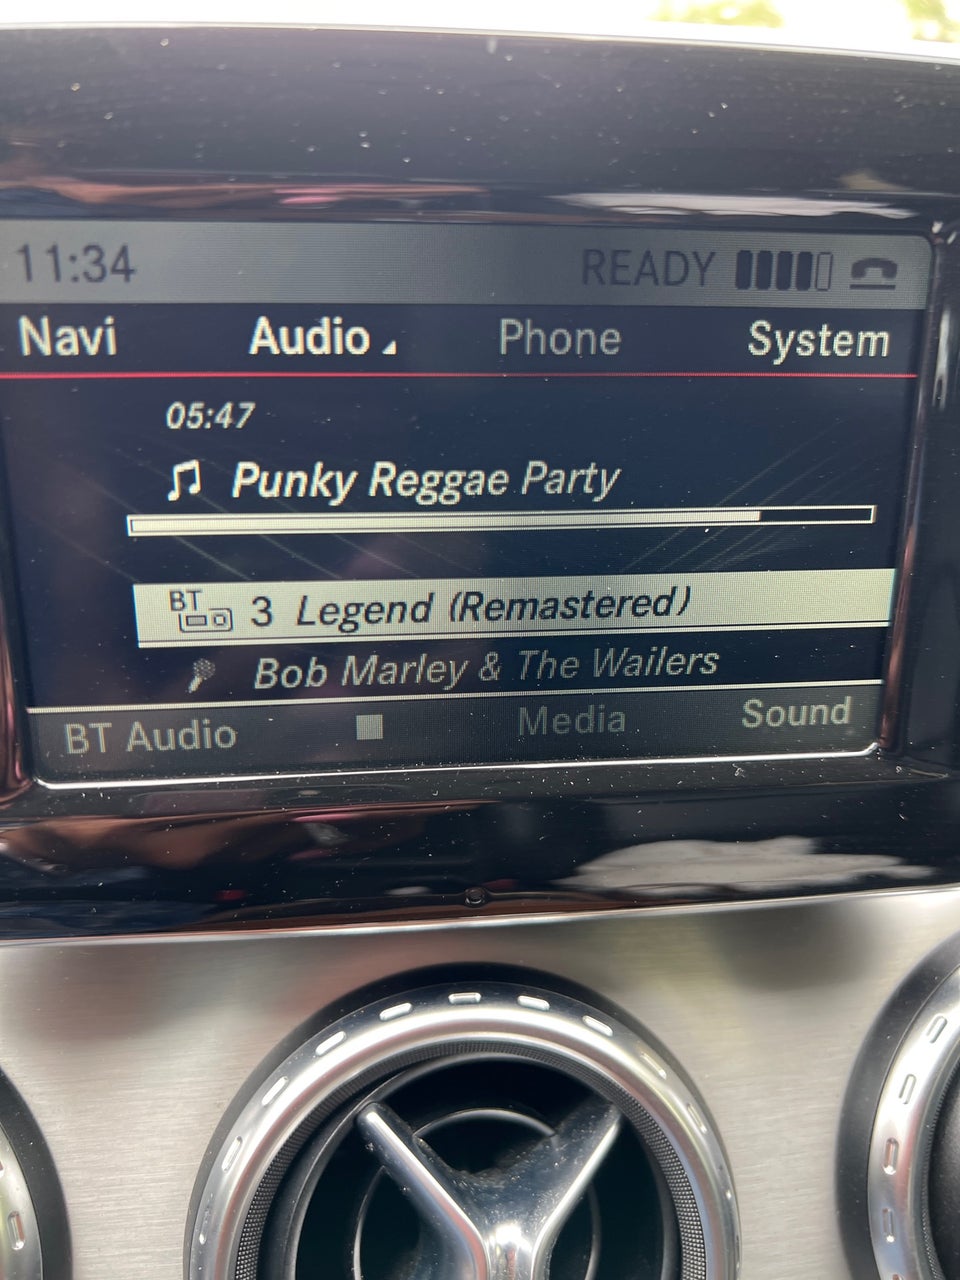 11:34 READY
Navi Audio Phone System
05:47
Punky Reggae Party
BT 3 Legend (Remastered)
Bob Marley & The Wailers
BT Audio Media Sound